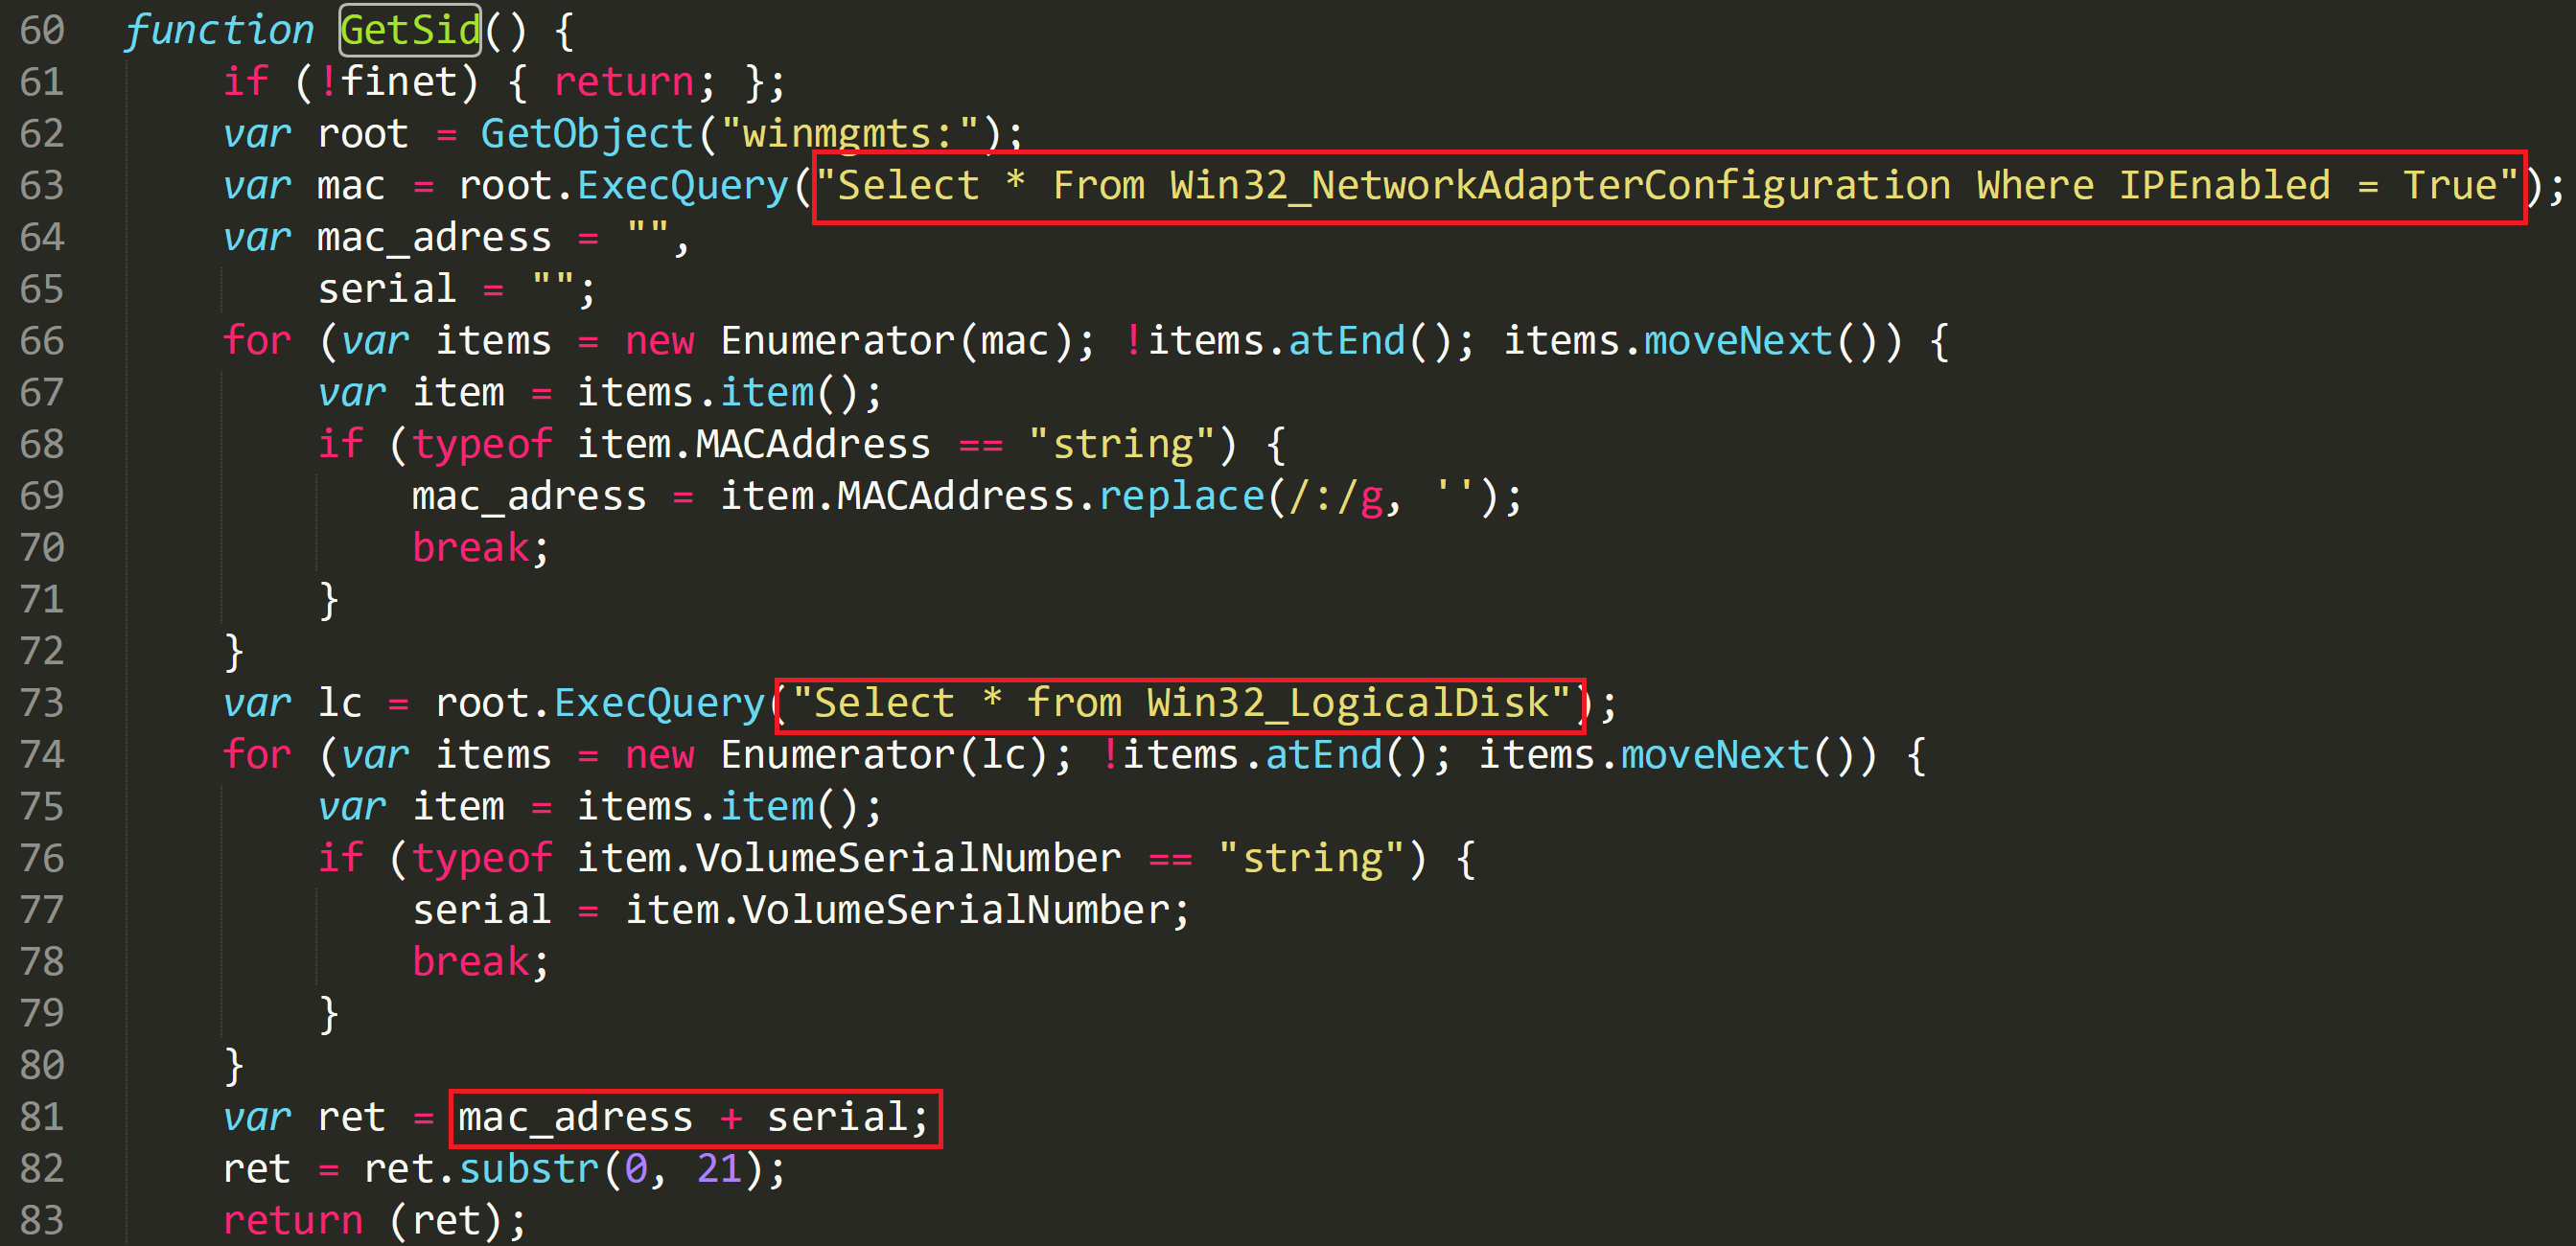 60 function GetSid() {
61 if (!finet) { return; };
62 var root = GetObject("winmgmts:");
63 var mac = root.ExecQuery("Select * From Win32_NetworkAdapterConfiguration Where IPEnabled = True");
64 var mac_adress = "",
65 serial = "";
66 for (var items = new Enumerator(mac); !items.atEnd(); items.moveNext()) {
67 var item = items.item();
68 if (typeof item.MACAddress == "string") {
69 mac_adress = item.MACAddress.replace(/:/g, '');
70 break;
71 }
72 }
73 var lc = root.ExecQuery("Select * from Win32_LogicalDisk");
74 for (var items = new Enumerator(lc); !items.atEnd(); items.moveNext()) {
75 var item = items.item();
76 if (typeof item.VolumeSerialNumber == "string") {
77 serial = item.VolumeSerialNumber;
78 break;
79 }
80 }
81 var ret = mac_adress + serial;
82 ret = ret.substr(0, 21);
83 return (ret);